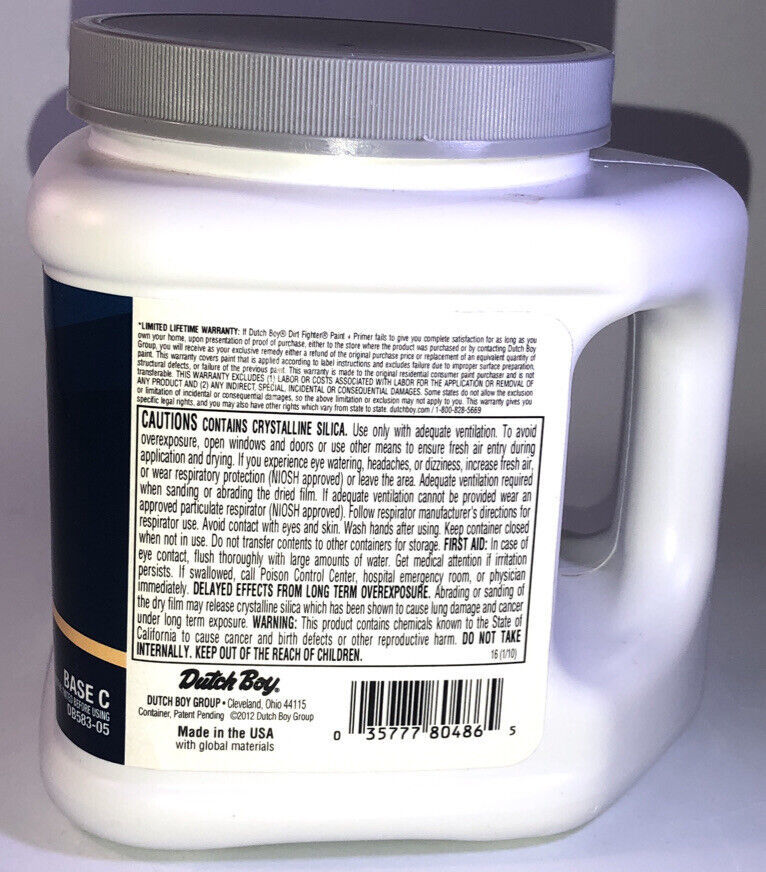 *LIMITED LIFETIME WARRANTY: If Dutch Boy® Dirt Fighter® Paint + Primer fails to give you complete satisfaction for as long as you
own your home, upon presentation of proof of purchase, either to the store where the product was purchased or by contacting Dutch Boy
Group, you will receive as your exclusive remedy either a refund of the original purchase price or replacement of an equivalent quantity of
paint. This warranty covers paint that is applied according to label instructions and excludes failure due to improper surface preparation,
structural defects, or failure of the previous paint. This warranty is made to the original residential consumer paint purchaser and is not
transferable. THIS WARRANTY EXCLUDES (1) LABOR OR COSTS ASSOCIATED WITH LABOR FOR THE APPLICATION OR REMOVAL OF
ANY PRODUCT AND (2) ANY INDIRECT, SPECIAL, INCIDENTAL OR CONSEQUENTIAL DAMAGES. Some states do not allow the exclusion
or limitation of incidental or consequential damages, so the above limitation or exclusion may not apply to you. This warranty gives you
specific legal rights, and you may also have other rights which vary from state to state. dutchboy.com / 1-800-828-5669
CAUTIONS CONTAINS CRYSTALLINE SILICA. Use only with adequate ventilation. To avoid
overexposure, open windows and doors or use other means to ensure fresh air entry during
application and drying. If you experience eye watering, headaches, or dizziness, increase fresh air,
or wear respiratory protection (NIOSH approved) or leave the area. Adequate ventilation required
when sanding or abrading the dried film. If adequate ventilation cannot be provided wear an
approved particulate respirator (NIOSH approved). Follow respirator manufacturer's directions for
respirator use. Avoid contact with eyes and skin. Wash hands after using. Keep container closed
when not in use. Do not transfer contents to other containers for storage. FIRST AID: In case of
eye contact, flush thoroughly with large amounts of water. Get medical attention if irritation
persists. If swallowed, call Poison Control Center, hospital emergency room, or physician
immediately. DELAYED EFFECTS FROM LONG TERM OVEREXPOSURE. Abrading or sanding of
the dry film may release crystalline silica which has been shown to cause lung damage and cancer
under long term exposure. WARNING: This product contains chemicals known to the State of
California to cause cancer and birth defects or other reproductive harm. DO NOT TAKE
INTERNALLY. KEEP OUT OF THE REACH OF CHILDREN. 16 (1/10)
BASE C
BEFORE USING
DB583-05
Dutch Boy®
DUTCH BOY GROUP • Cleveland, Ohio 44115
Container, Patent Pending ©2012 Dutch Boy Group
Made in the USA
with global materials
0 35777 80486 5